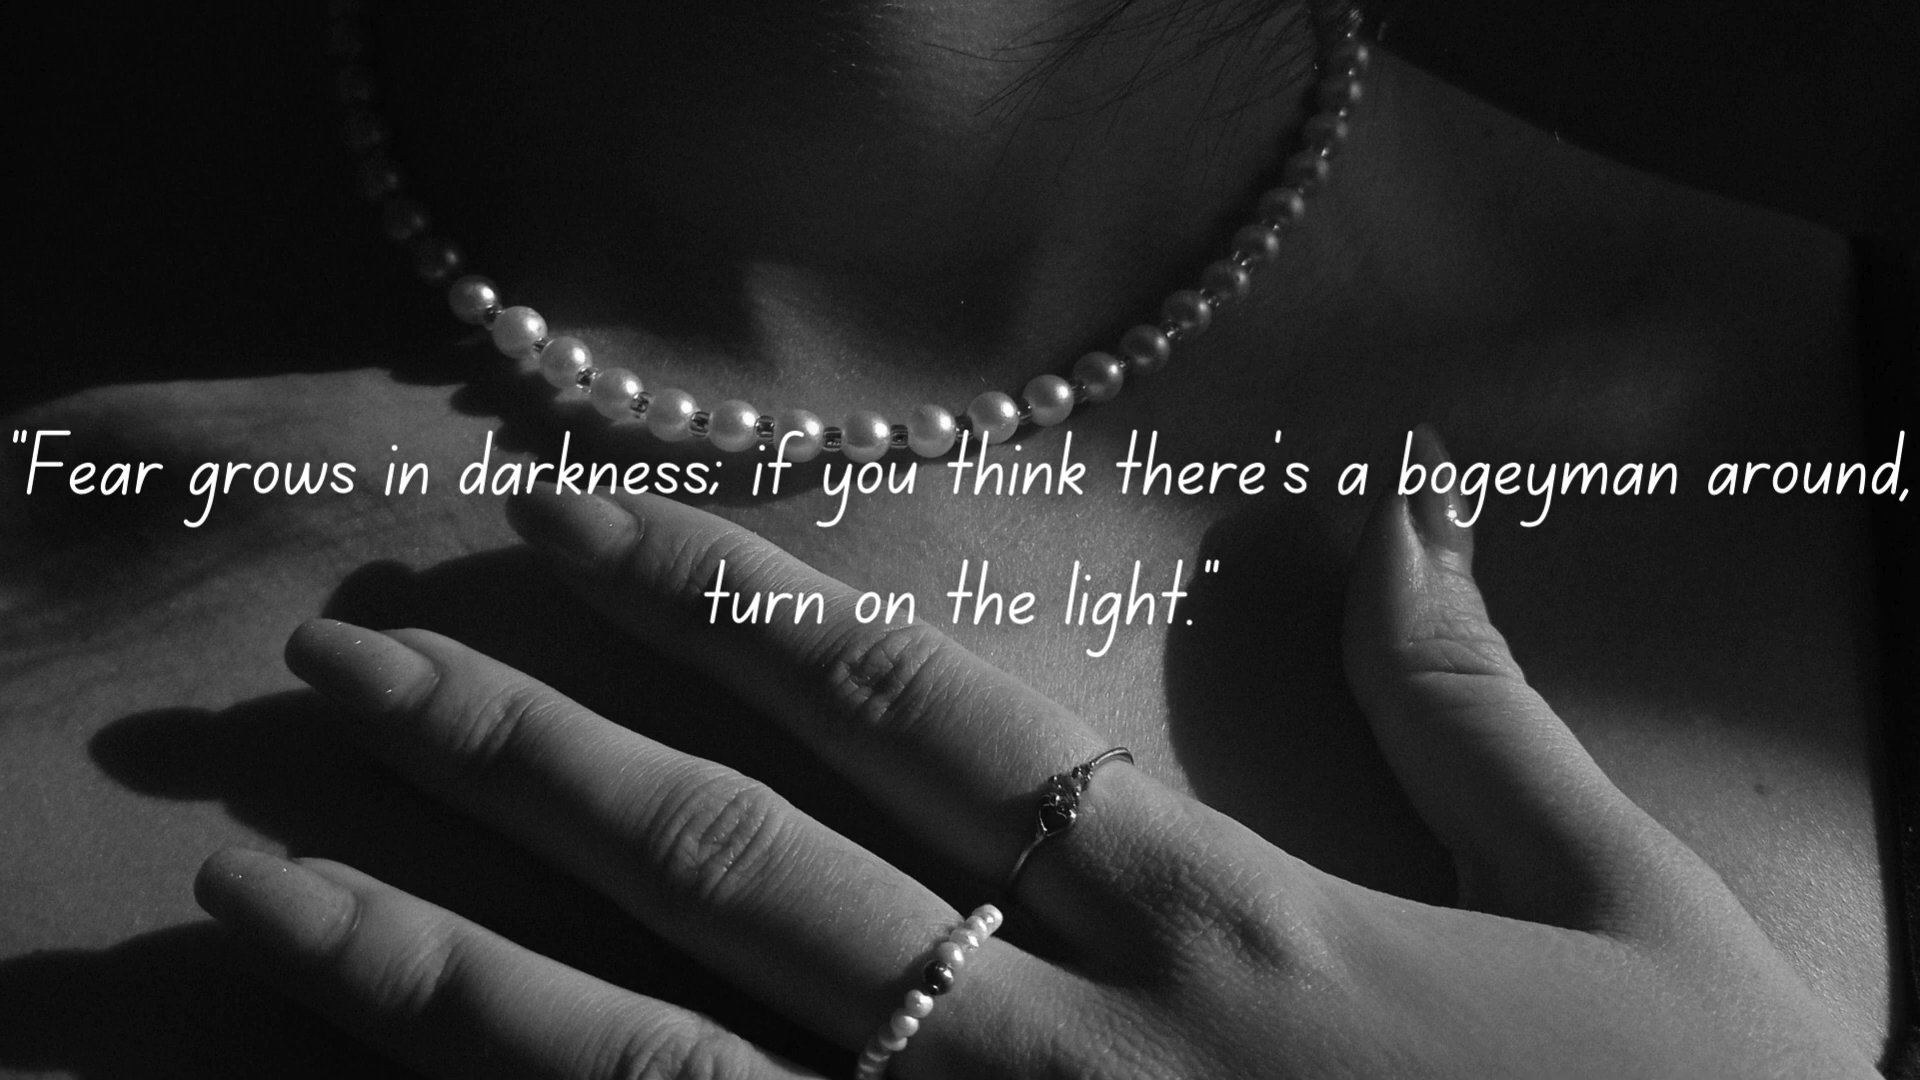 "Fear grows in darkness; if you think there's a bogeyman around,
turn on the light."